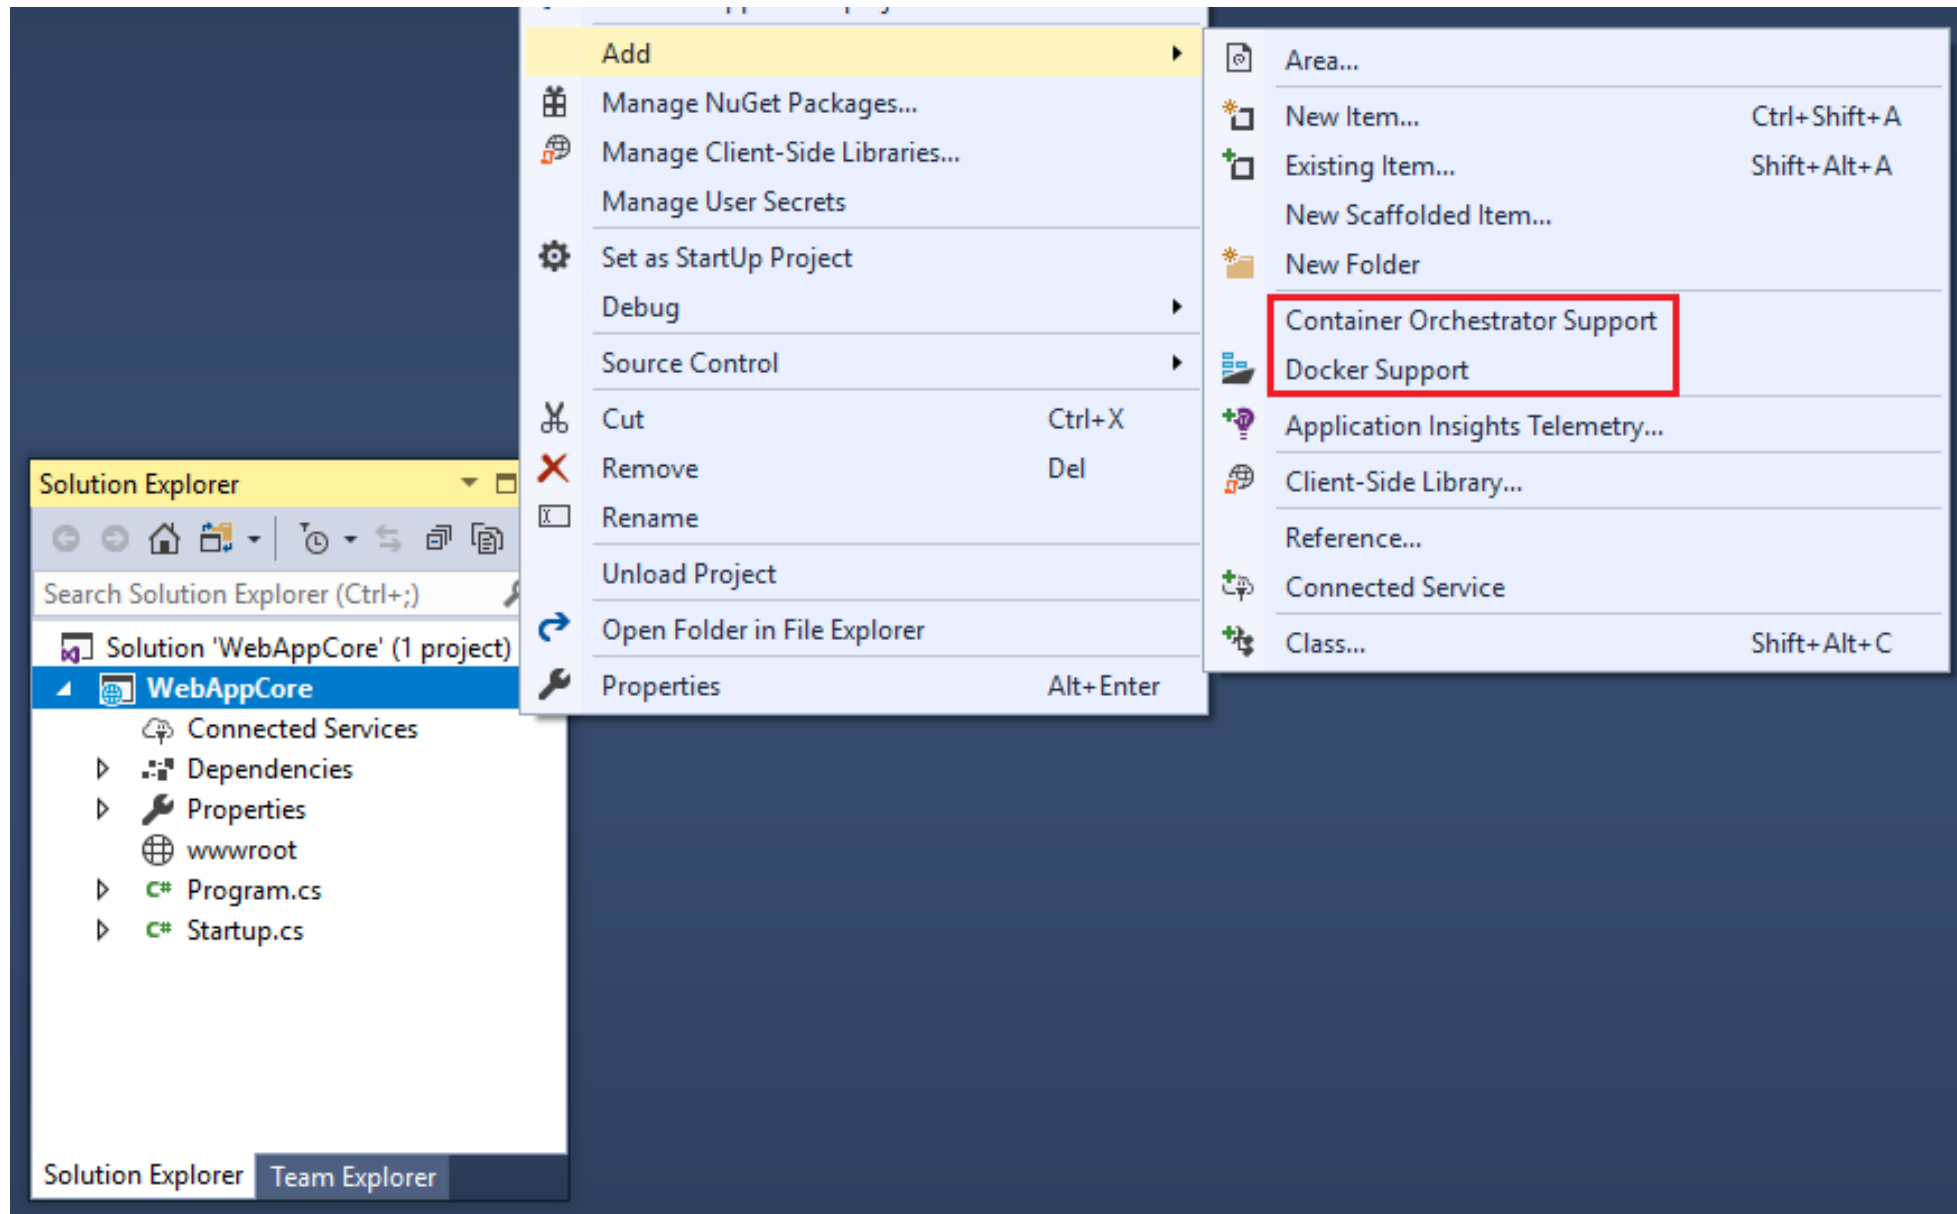 Add
Manage NuGet Packages...
Manage Client-Side Libraries...
Manage User Secrets
Set as StartUp Project
Debug
Source Control
Cut Ctrl+X
Remove Del
Rename
Unload Project
Open Folder in File Explorer
Properties Alt+Enter
Area...
New Item... Ctrl+Shift+A
Existing Item... Shift+Alt+A
New Scaffolded Item...
New Folder
Container Orchestrator Support
Docker Support
Application Insights Telemetry...
Client-Side Library...
Reference...
Connected Service
Class... Shift+Alt+C
Solution Explorer
Search Solution Explorer (Ctrl+;)
Solution 'WebAppCore' (1 project)
WebAppCore
Connected Services
Dependencies
Properties
wwwroot
C# Program.cs
C# Startup.cs
Solution Explorer Team Explorer